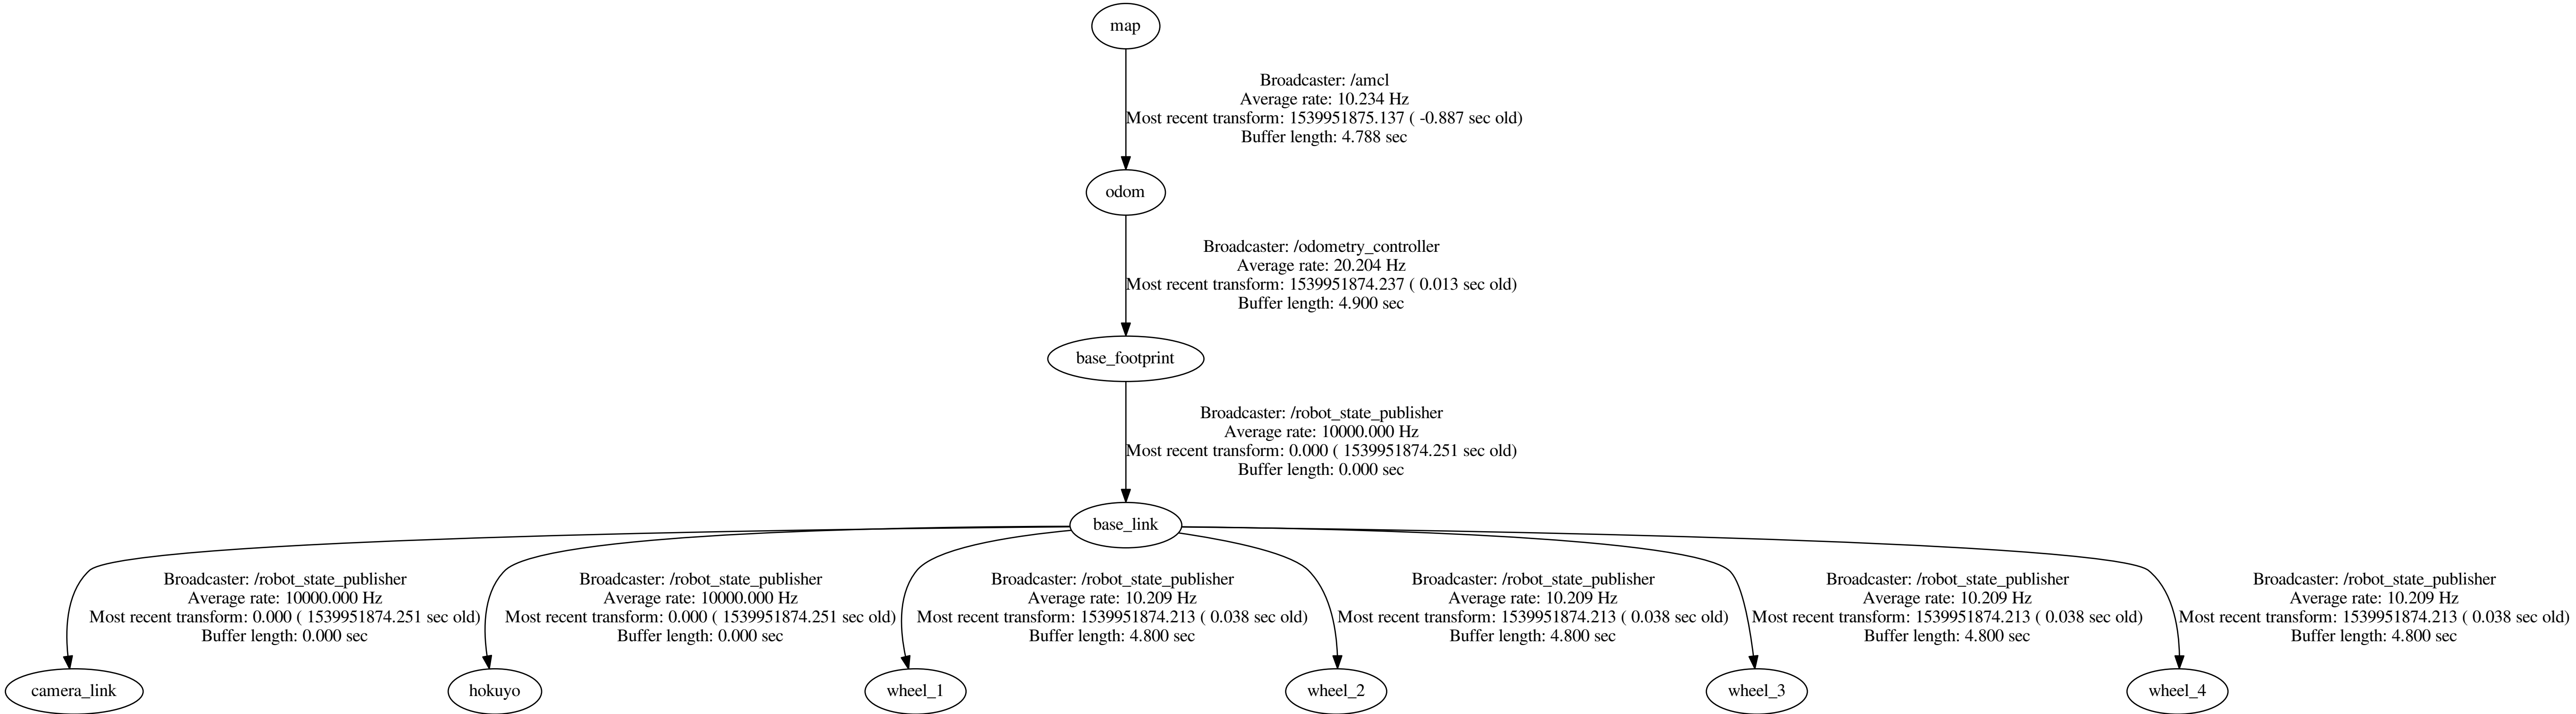 map
Broadcaster: /amcl
Average rate: 10.234 Hz
Most recent transform: 1539951875.137 ( -0.887 sec old)
Buffer length: 4.788 sec
odom
Broadcaster: /odometry_controller
Average rate: 20.204 Hz
Most recent transform: 1539951874.237 ( 0.013 sec old)
Buffer length: 4.900 sec
base_footprint
Broadcaster: /robot_state_publisher
Average rate: 10000.000 Hz
Most recent transform: 0.000 ( 1539951874.251 sec old)
Buffer length: 0.000 sec
base_link
Broadcaster: /robot_state_publisher
Average rate: 10000.000 Hz
Most recent transform: 0.000 ( 1539951874.251 sec old)
Buffer length: 0.000 sec
Broadcaster: /robot_state_publisher
Average rate: 10000.000 Hz
Most recent transform: 0.000 ( 1539951874.251 sec old)
Buffer length: 0.000 sec
Broadcaster: /robot_state_publisher
Average rate: 10.209 Hz
Most recent transform: 1539951874.213 ( 0.038 sec old)
Buffer length: 4.800 sec
Broadcaster: /robot_state_publisher
Average rate: 10.209 Hz
Most recent transform: 1539951874.213 ( 0.038 sec old)
Buffer length: 4.800 sec
Broadcaster: /robot_state_publisher
Average rate: 10.209 Hz
Most recent transform: 1539951874.213 ( 0.038 sec old)
Buffer length: 4.800 sec
Broadcaster: /robot_state_publisher
Average rate: 10.209 Hz
Most recent transform: 1539951874.213 ( 0.038 sec old)
Buffer length: 4.800 sec
camera_link
hokuyo
wheel_1
wheel_2
wheel_3
wheel_4